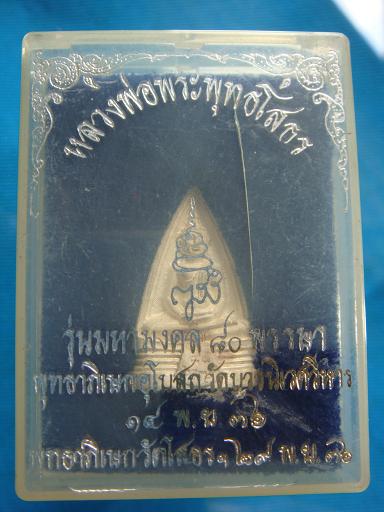 หลวงพ่อพระพุทธโสธร
รุ่นมหามงคล ๘๐ พรรษา
พุทธาภิเษกอุโบสถ วัดบวรนิเวศวิหาร
๑๔ พ.ย ๓๖
พุทธาภิเษกวัดโสธรฯ ๒๙ พ.ย. ๓๖